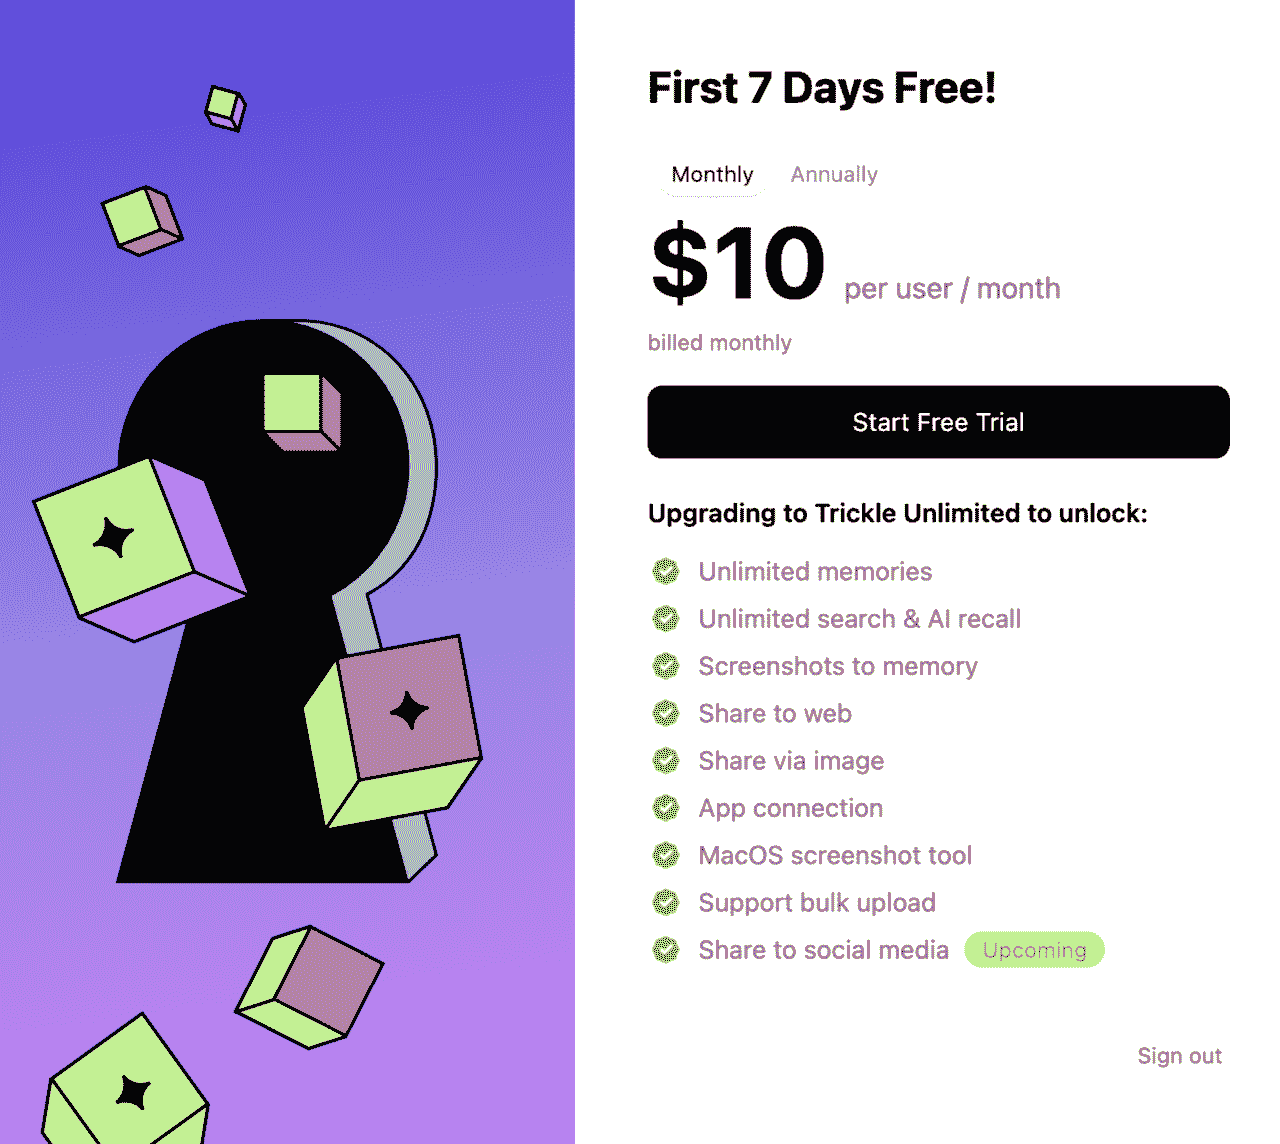 First 7 Days Free!
Monthly Annually
$10 per user / month
billed monthly
Start Free Trial
Upgrading to Trickle Unlimited to unlock:
Unlimited memories
Unlimited search & AI recall
Screenshots to memory
Share to web
Share via image
App connection
MacOS screenshot tool
Support bulk upload
Share to social media Upcoming
Sign out